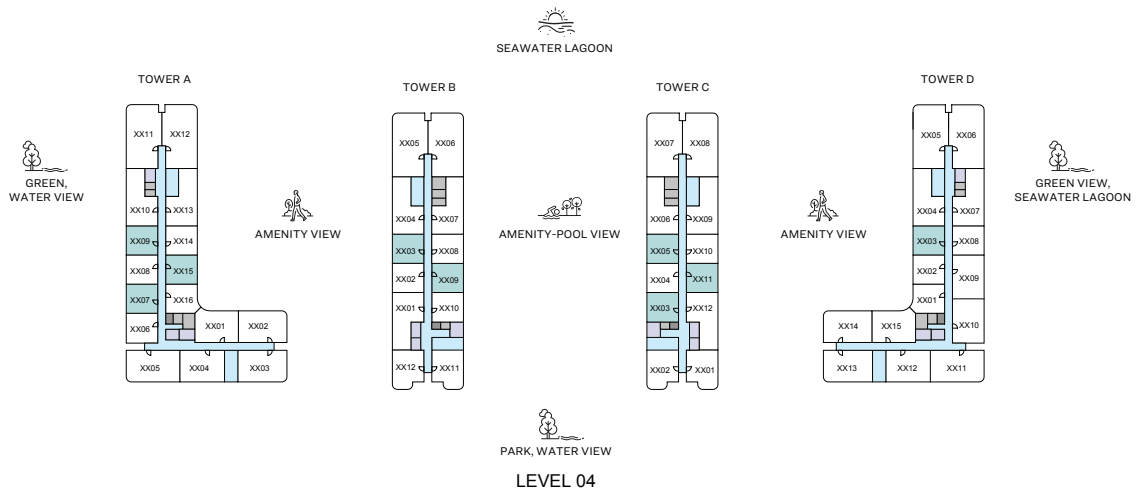 SEAWATER LAGOON
TOWER A
TOWER B
TOWER C
TOWER D
GREEN,
WATER VIEW
AMENITY VIEW
AMENITY-POOL VIEW
AMENITY VIEW
GREEN VIEW,
SEAWATER LAGOON
XX11 XX12
XX10 XX13
XX09 XX14
XX08 XX15
XX07 XX16
XX06 XX01 XX02
XX05 XX04 XX03
XX05 XX06
XX04 XX07
XX03 XX08
XX02 XX09
XX01 XX10
XX12 XX11
XX07 XX08
XX06 XX09
XX05 XX10
XX04 XX11
XX03 XX12
XX02 XX01
XX05 XX06
XX04 XX07
XX03 XX08
XX02 XX09
XX01
XX14 XX15 XX10
XX13 XX12 XX11
PARK, WATER VIEW
LEVEL 04